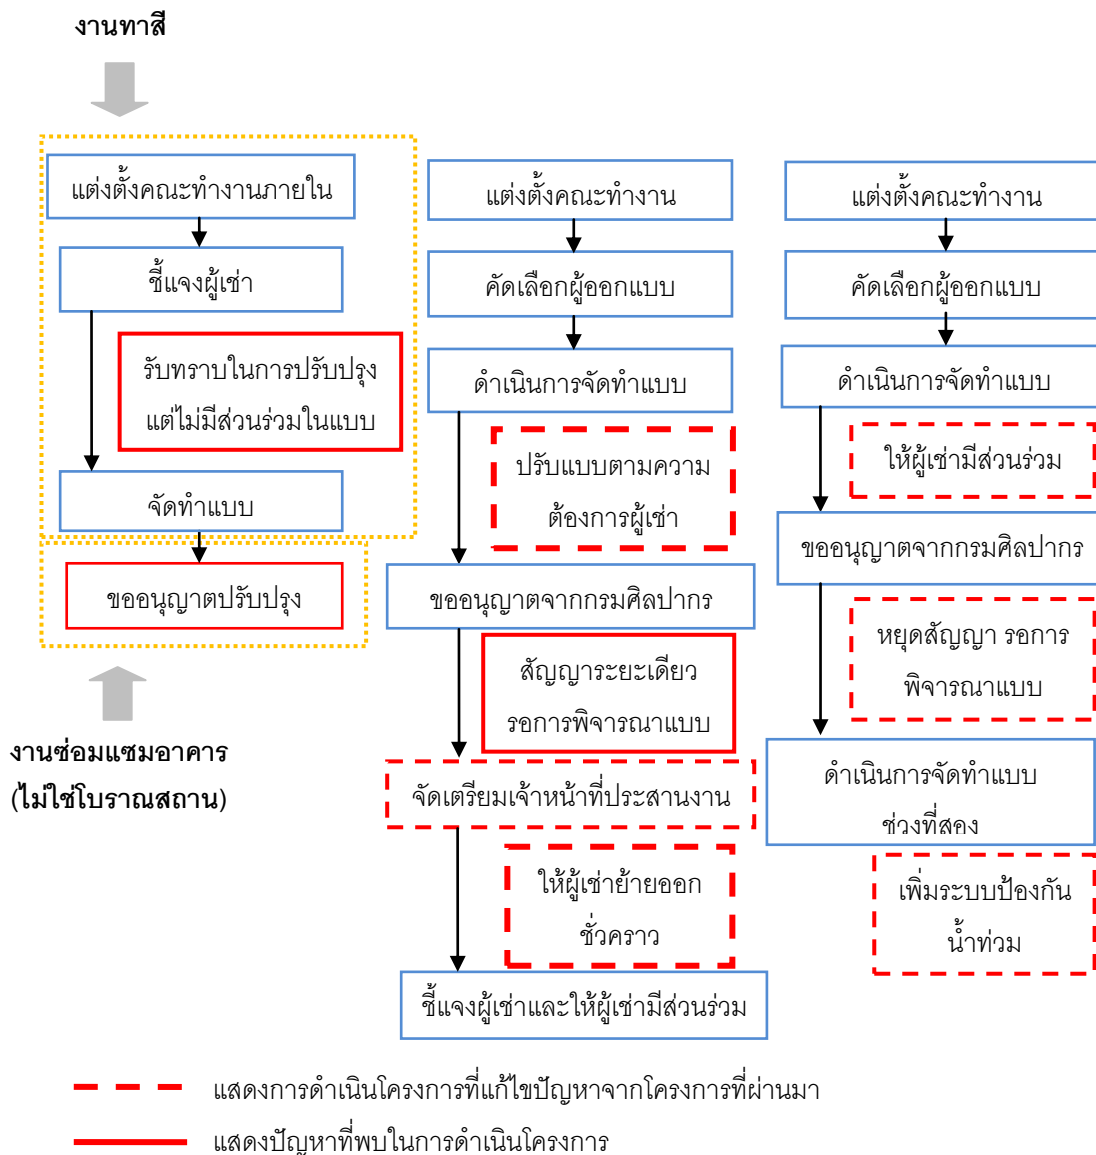 งานทาสี
แต่งตั้งคณะทำงานภายใน
ชี้แจงผู้เช่า
รับทราบในการปรับปรุง
แต่ไม่มีส่วนร่วมในแบบ
จัดทำแบบ
ขออนุญาตปรับปรุง
งานซ่อมแซมอาคาร
(ไม่ใช่โบราณสถาน)
แต่งตั้งคณะทำงาน
คัดเลือกผู้ออกแบบ
ดำเนินการจัดทำแบบ
ปรับแบบตามความ
ต้องการผู้เช่า
ขออนุญาตจากกรมศิลปากร
สัญญาระยะเดียว
รอการพิจารณาแบบ
จัดเตรียมเจ้าหน้าที่ประสานงาน
ให้ผู้เช่าย้ายออก
ชั่วคราว
ชี้แจงผู้เช่าและให้ผู้เช่ามีส่วนร่วม
แต่งตั้งคณะทำงาน
คัดเลือกผู้ออกแบบ
ดำเนินการจัดทำแบบ
ให้ผู้เช่ามีส่วนร่วม
ขออนุญาตจากกรมศิลปากร
หยุดสัญญา รอการ
พิจารณาแบบ
ดำเนินการจัดทำแบบ
ช่วงที่สอง
เพิ่มระบบป้องกัน
น้ำท่วม
แสดงการดำเนินโครงการที่แก้ไขปัญหาจากโครงการที่ผ่านมา
แสดงปัญหาที่พบในการดำเนินโครงการ